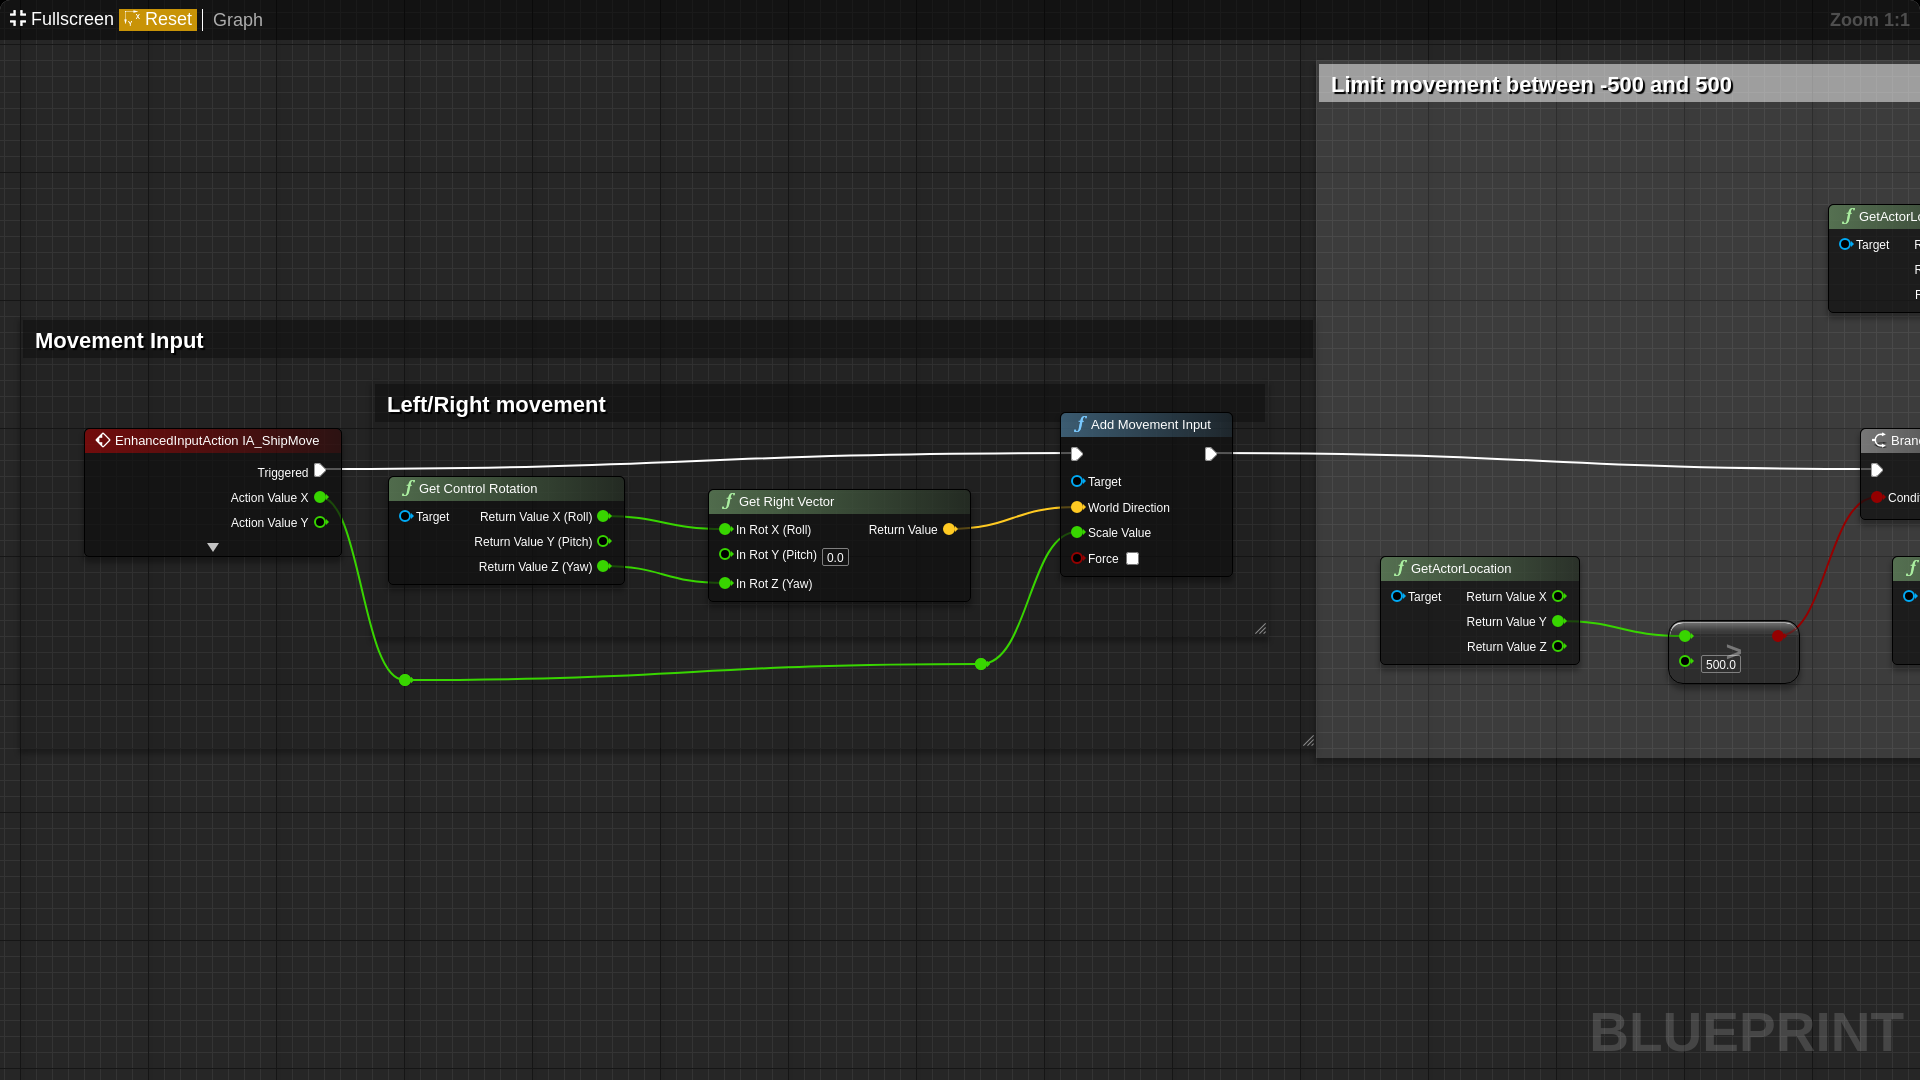 Fullscreen Reset Graph Zoom 1:1
Limit movement between -500 and 500
GetActorLo
Target R
R
F
Movement Input
Left/Right movement
EnhancedInputAction IA_ShipMove
Triggered
Action Value X
Action Value Y
Get Control Rotation
Target Return Value X (Roll)
Return Value Y (Pitch)
Return Value Z (Yaw)
Get Right Vector
In Rot X (Roll) Return Value
In Rot Y (Pitch) 0.0
In Rot Z (Yaw)
Add Movement Input
Target
World Direction
Scale Value
Force
Bran
Condi
GetActorLocation
Target Return Value X
Return Value Y
Return Value Z
≥
500.0
BLUEPRINT